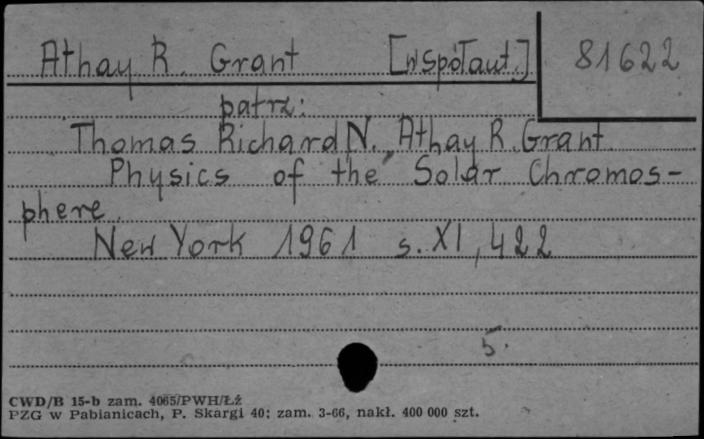 Athay R. Grant [współaut.] 81622
patrz:
Thomas Richard N., Athay R. Grant
Physics of the Solar Chromos-
phere.
New York 1961 s. XI, 422
5.
CWD/B 15-b zam. 4065/PWH/Łź
PZG w Pabianicach, P. Skargi 40; zam. 3-66, nakł. 400 000 szt.